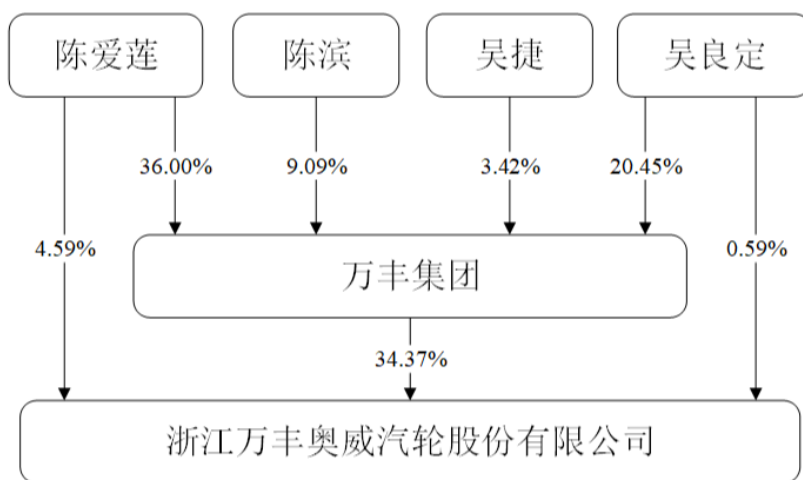 陈爱莲
陈滨
吴捷
吴良定
36.00%
9.09%
3.42%
20.45%
4.59%
0.59%
万丰集团
34.37%
浙江万丰奥威汽轮股份有限公司